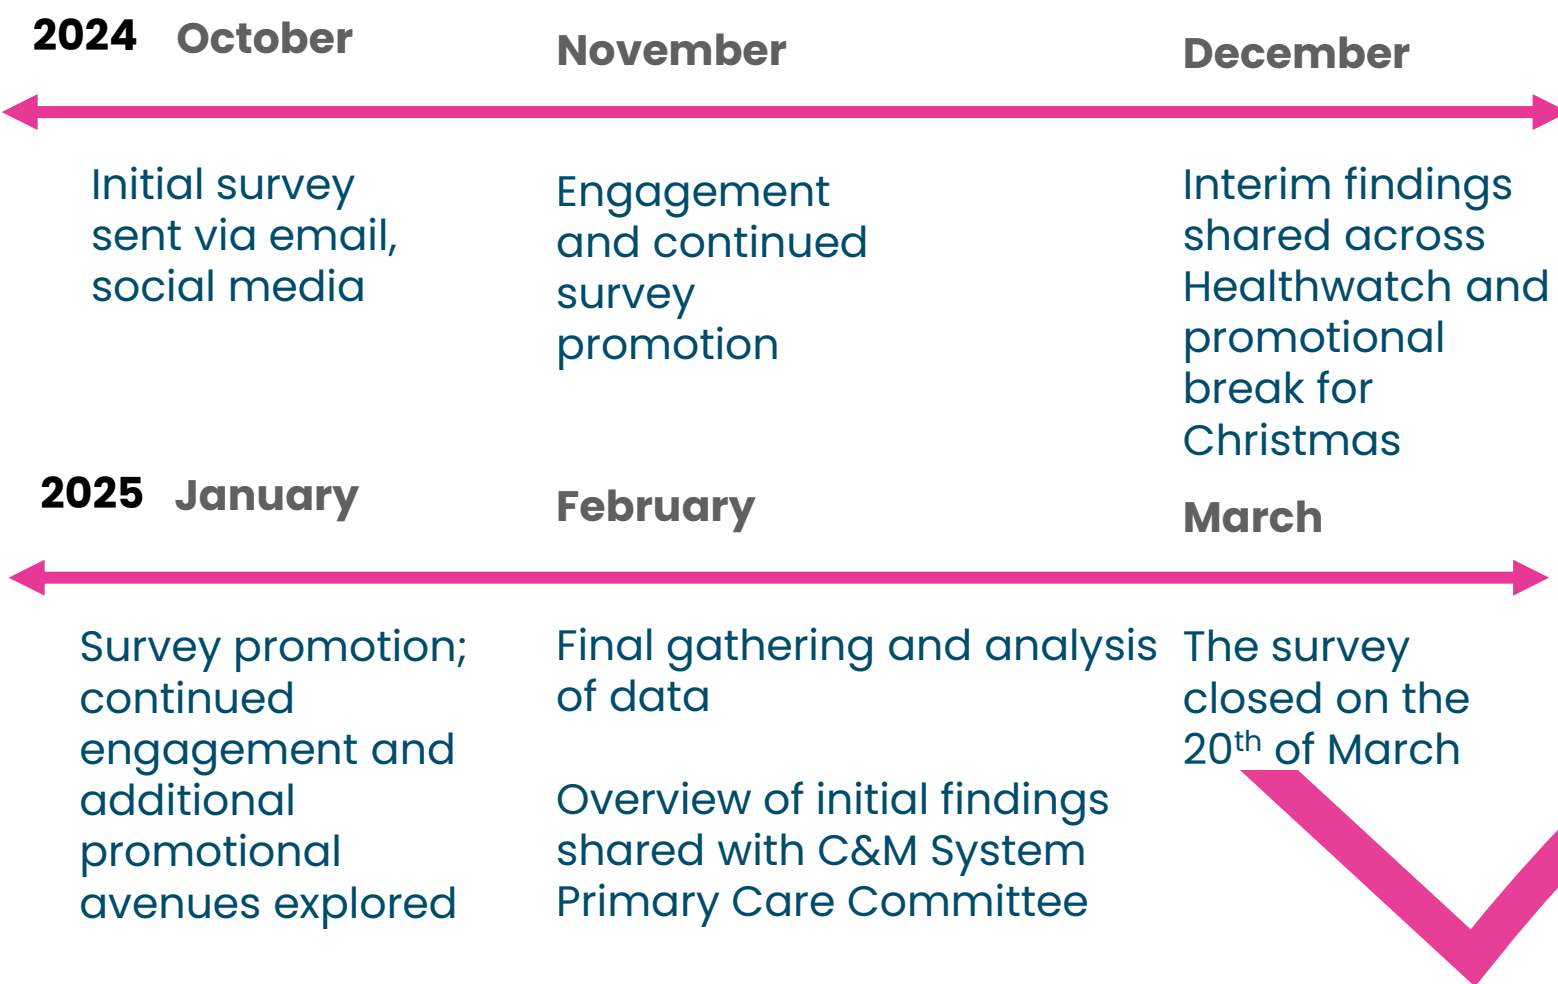 2024 October November December
Initial survey
sent via email,
social media
Engagement
and continued
survey
promotion
Interim findings
shared across
Healthwatch and
promotional
break for
Christmas
2025 January February March
Survey promotion;
continued
engagement and
additional
promotional
avenues explored
Final gathering and analysis
of data
Overview of initial findings
shared with C&M System
Primary Care Committee
The survey
closed on the
20th of March